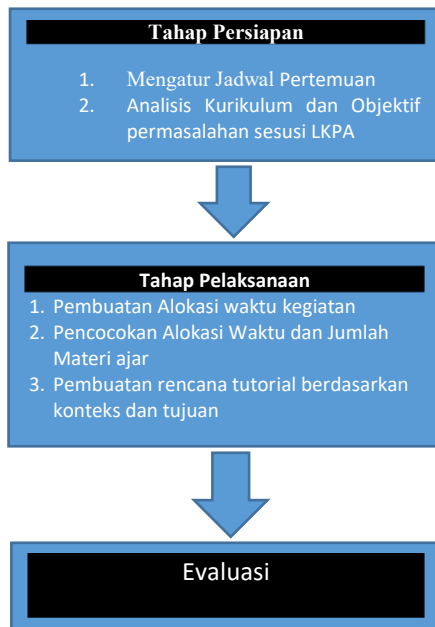 Tahap Persiapan
1. Mengatur Jadwal Pertemuan
2. Analisis Kurikulum dan Objektif
permasalahan sesusi LKPA
Tahap Pelaksanaan
1. Pembuatan Alokasi waktu kegiatan
2. Pencocokan Alokasi Waktu dan Jumlah
Materi ajar
3. Pembuatan rencana tutorial berdasarkan
konteks dan tujuan
Evaluasi